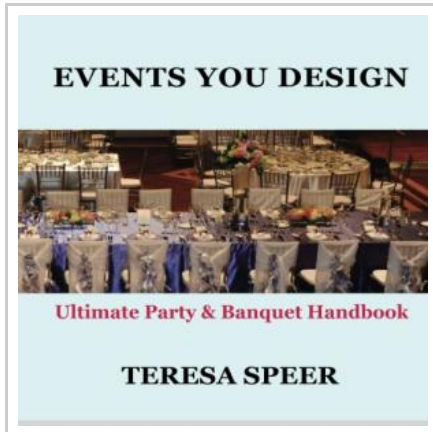 EVENTS YOU DESIGN
Ultimate Party & Banquet Handbook
TERESA SPEER